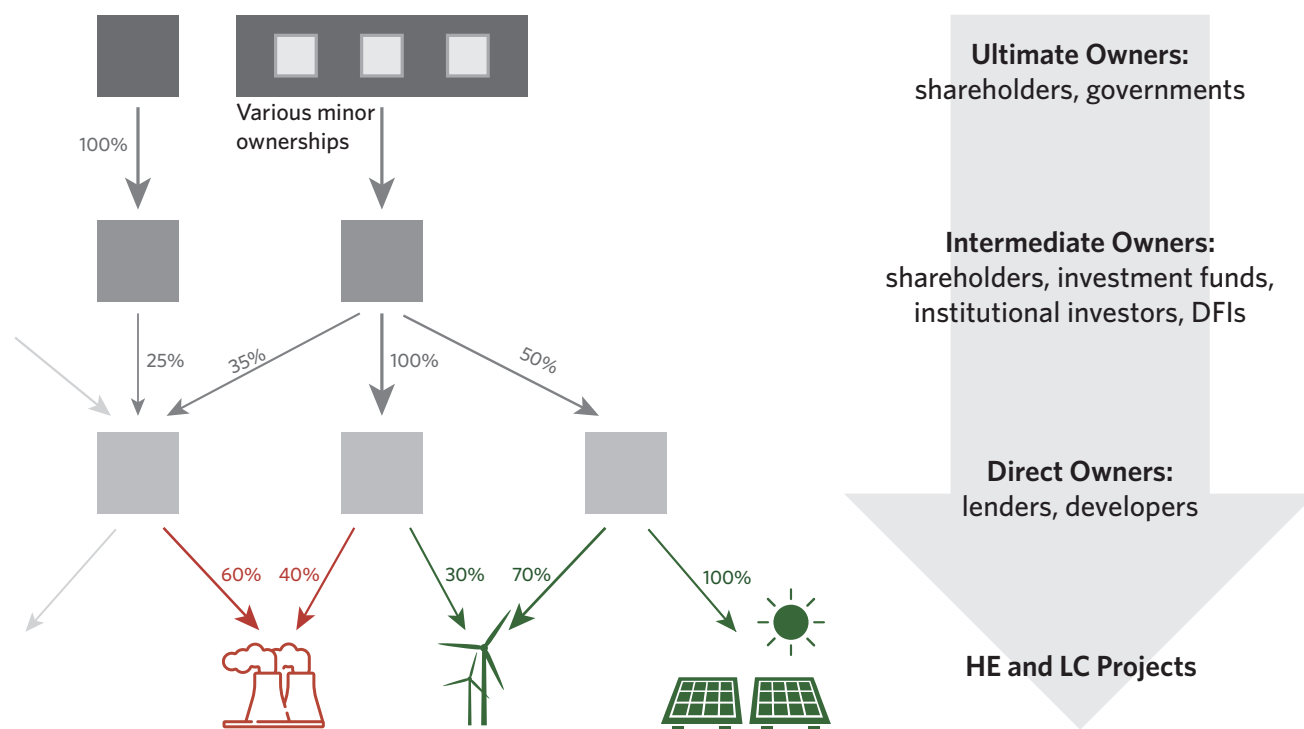 Various minor
ownerships
100%
25%
35%
100%
50%
60%
40%
30%
70%
100%
Ultimate Owners:
shareholders, governments
Intermediate Owners:
shareholders, investment funds,
institutional investors, DFIs
Direct Owners:
lenders, developers
HE and LC Projects